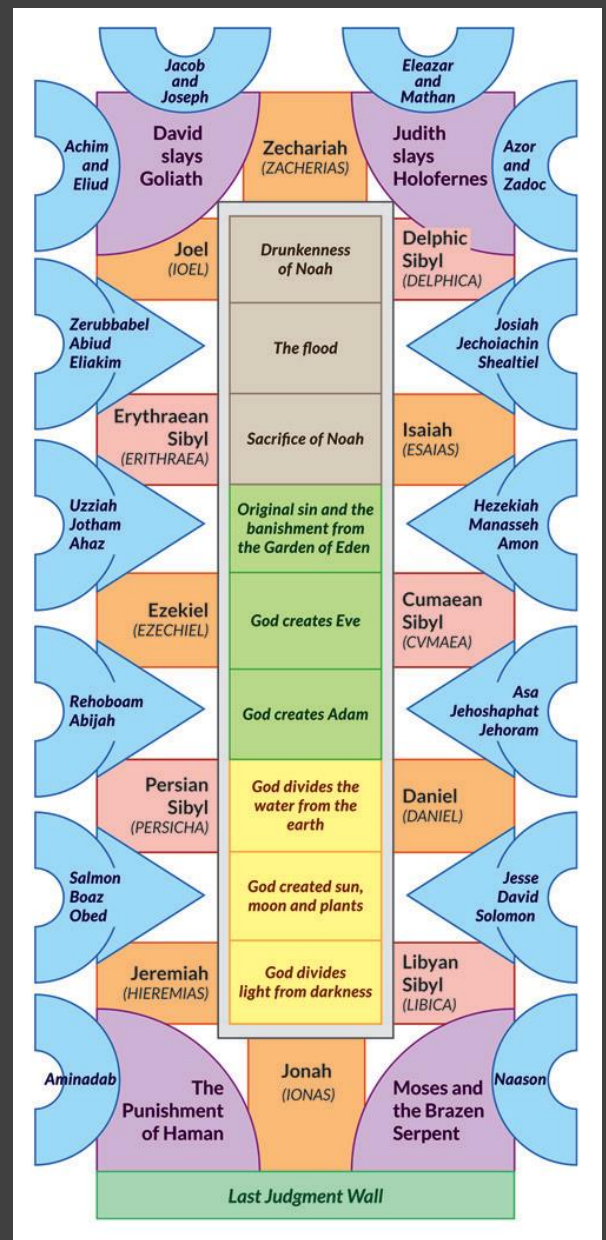 Jacob
and
Joseph
Eleazar
and
Mathan
David
slays
Goliath
Zechariah
(ZACHERIAS)
Judith
slays
Holofernes
Achim
and
Eliud
Azor
and
Zadoc
Joel
(IOEL)
Drunkenness
of Noah
Delphic
Sibyl
(DELPHICA)
Zerubbabel
Abiud
Eliakim
The flood
Josiah
Jechoiachin
Shealtiel
Erythraean
Sibyl
(ERITHRAEA)
Sacrifice of Noah
Isaiah
(ESAIAS)
Uzziah
Jotham
Ahaz
Original sin and the
banishment from
the Garden of Eden
Hezekiah
Manasseh
Amon
Ezekiel
(EZECHIEL)
God creates Eve
Cumaean
Sibyl
(CVMAEA)
Rehoboam
Abijah
God creates Adam
Asa
Jehoshaphat
Jehoram
Persian
Sibyl
(PERSICHA)
God divides the
water from the
earth
Daniel
(DANIEL)
Salmon
Boaz
Obed
God created sun,
moon and plants
Jesse
David
Solomon
Jeremiah
(HIEREMIAS)
God divides
light from darkness
Libyan
Sibyl
(LIBICA)
Aminadab
The
Punishment
of Haman
Jonah
(IONAS)
Moses and
the Brazen
Serpent
Naason
Last Judgment Wall